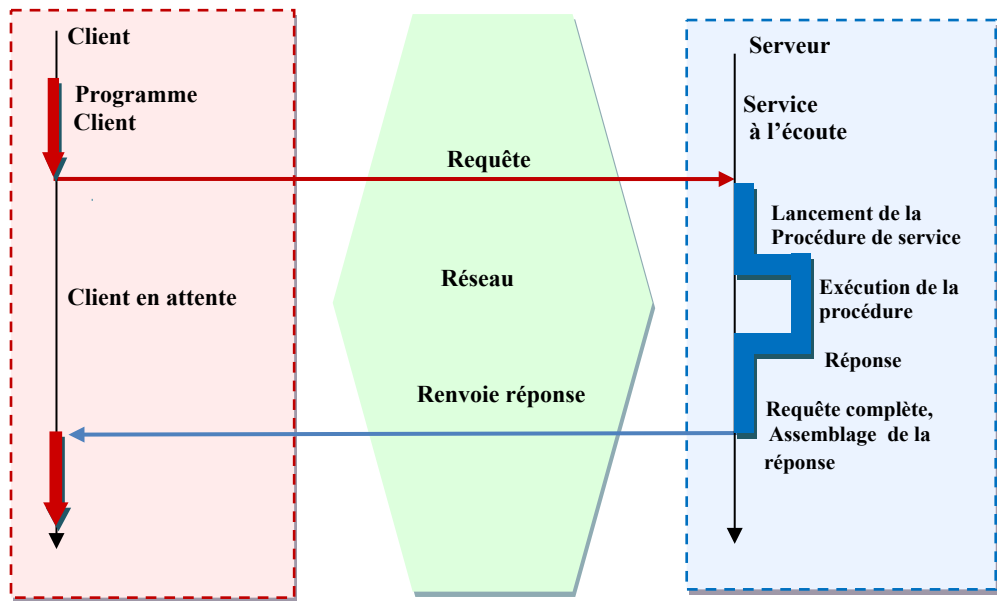 Client
Programme
Client
Client en attente
Requête
Réseau
Renvoie réponse
Serveur
Service
à l’écoute
Lancement de la
Procédure de service
Exécution de la
procédure
Réponse
Requête complète,
Assemblage de la
réponse